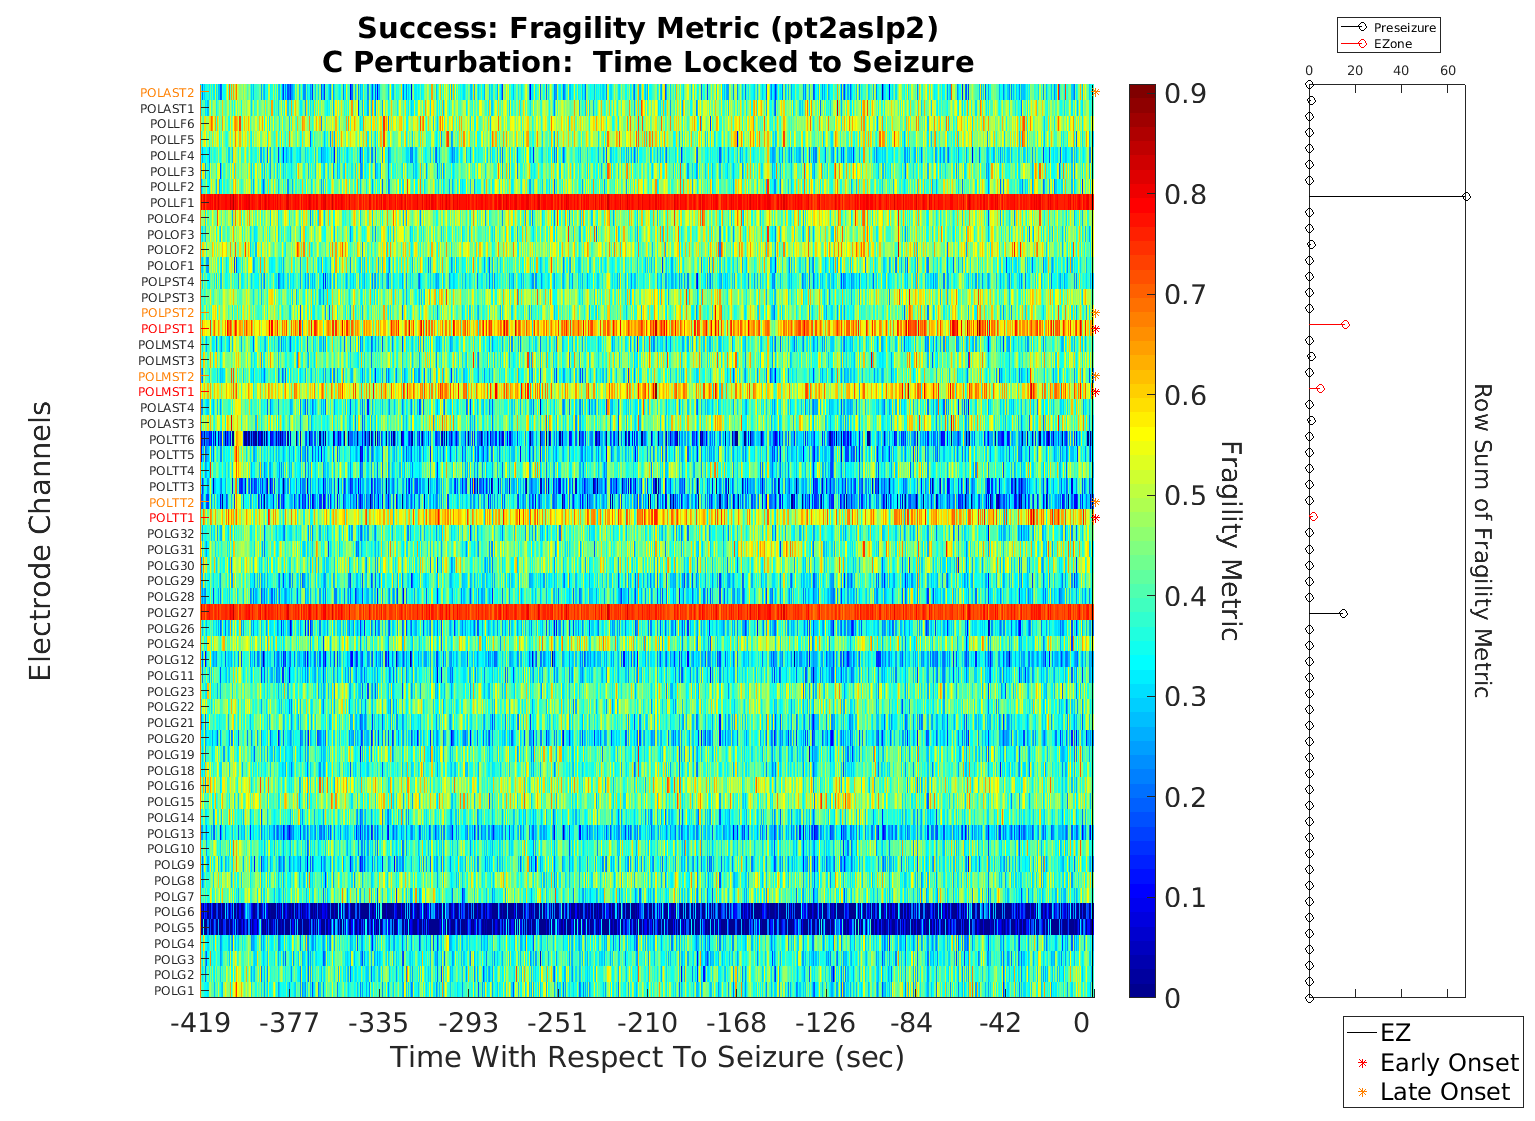 Success: Fragility Metric (pt2aslp2)
C Perturbation:  Time Locked to Seizure
Electrode Channels
POLAST2
POLAST1
POLLF6
POLLF5
POLLF4
POLLF3
POLLF2
POLLF1
POLOF4
POLOF3
POLOF2
POLOF1
POLPST4
POLPST3
POLPST2
POLPST1
POLMST4
POLMST3
POLMST2
POLMST1
POLAST4
POLAST3
POLTT6
POLTT5
POLTT4
POLTT3
POLTT2
POLTT1
POLG32
POLG31
POLG30
POLG29
POLG28
POLG27
POLG26
POLG24
POLG12
POLG11
POLG23
POLG22
POLG21
POLG20
POLG19
POLG18
POLG16
POLG15
POLG14
POLG13
POLG10
POLG9
POLG8
POLG7
POLG6
POLG5
POLG4
POLG3
POLG2
POLG1
-419 -377 -335 -293 -251 -210 -168 -126 -84 -42 0
Time With Respect To Seizure (sec)
0.9
0.8
0.7
0.6
0.5
0.4
0.3
0.2
0.1
0
Fragility Metric
Preseizure
EZone
0 20 40 60
Row Sum of Fragility Metric
EZ
Early Onset
Late Onset